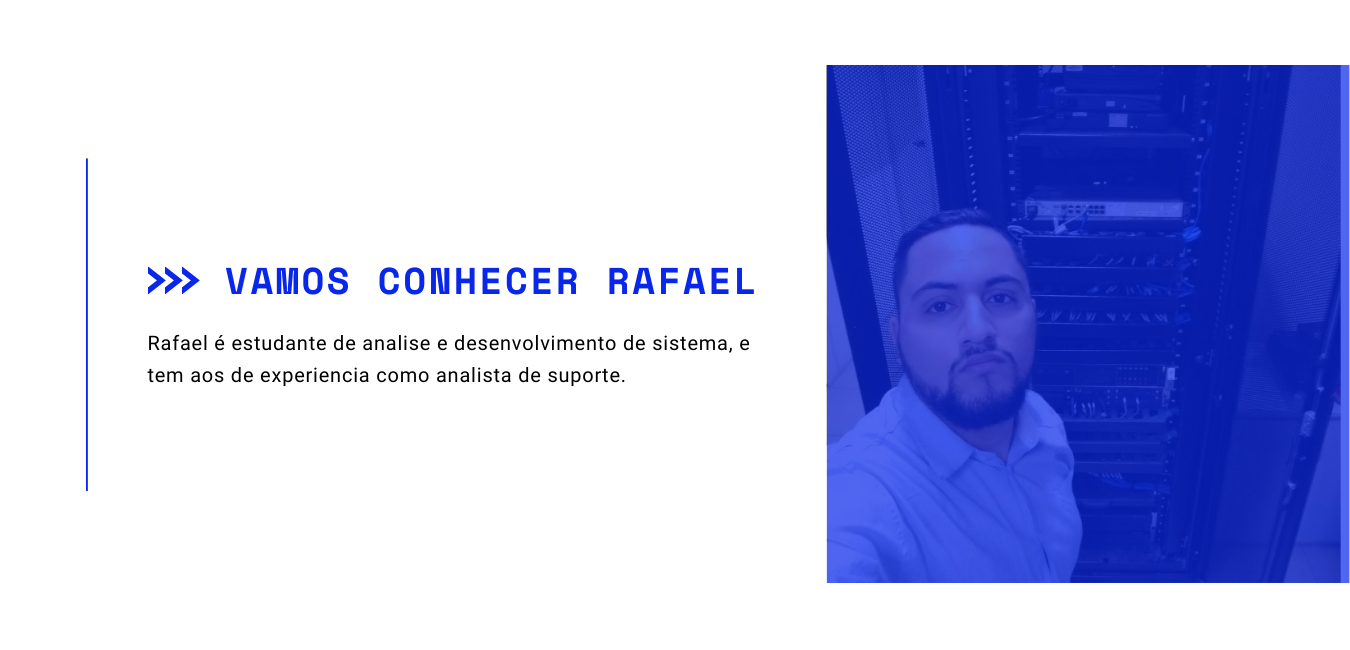 >>> VAMOS CONHECER RAFAEL
Rafael é estudante de analise e desenvolvimento de sistema, e
tem aos de experiencia como analista de suporte.